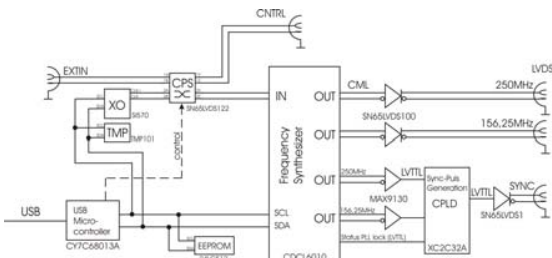 CNTRL
EXTIN
LVDS
CPS
XO
SI570
SN65LVDS122
TMP
TMP101
control
USB
USB
Micro-
controller
CY7C68013A
EEPROM
IN
SCL
SDA
Frequency
Synthesizer
OUT
OUT
OUT
OUT
CDCL6010
CML
250MHz
SN65LVDS100
156,25MHz
250MHz
LVTTL
MAX9130
156,25MHz
Status PLL lock (LVTTL)
Sync-Puls
Generation
CPLD
XC2C32A
LVTTL
SYNC
SN65LVDS1